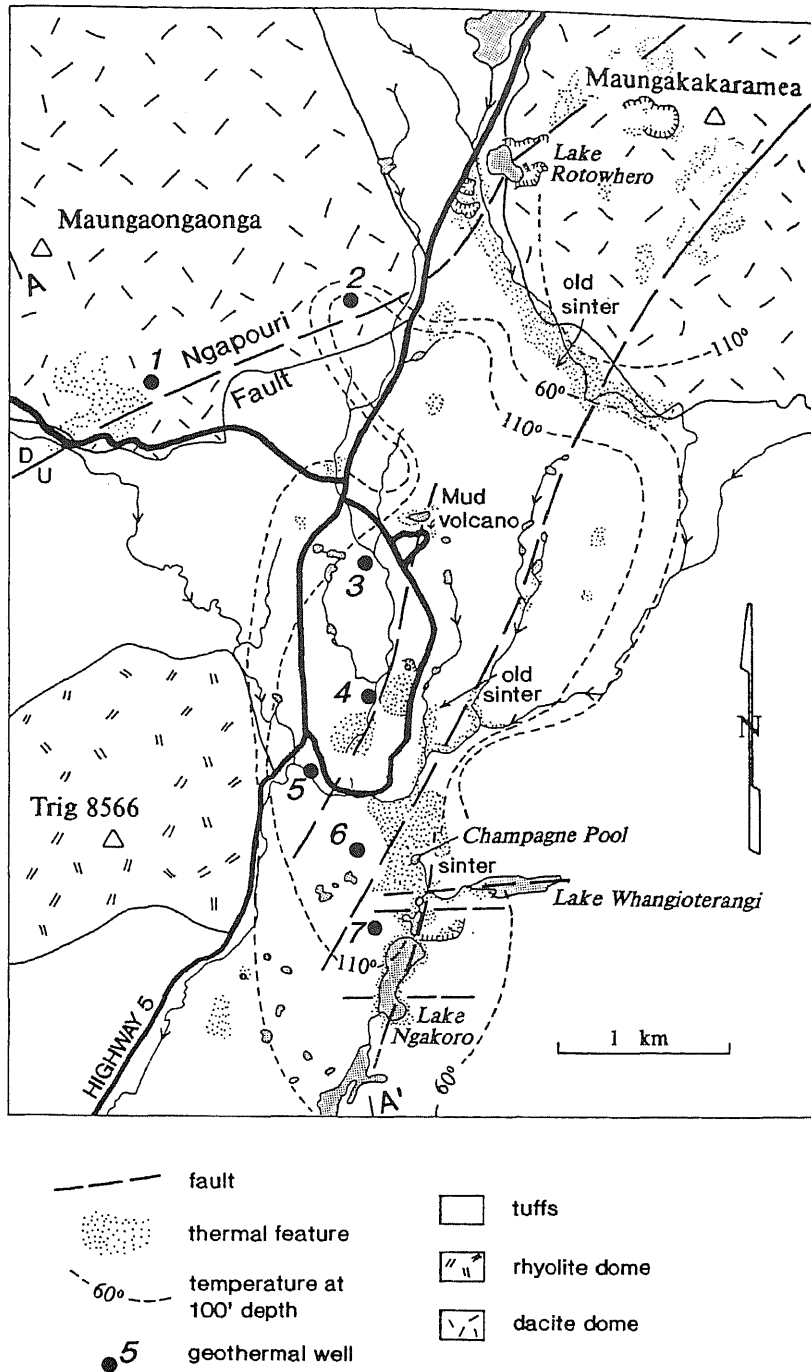 Maungakakaramea
Lake
Rotowhero
Maungaongaonga
A
2
old
sinter
110°
1
Ngapouri
Fault
60°
110°
D
U
Mud
volcano
3
4
old
sinter
5
Trig 8566
6
Champagne Pool
sinter
Lake Whangioterangi
7
110°
N
HIGHWAY 5
Lake
Ngakoro
1 km
60°
A'
fault
thermal feature
60°
temperature at
100' depth
5
geothermal well
tuffs
rhyolite dome
dacite dome